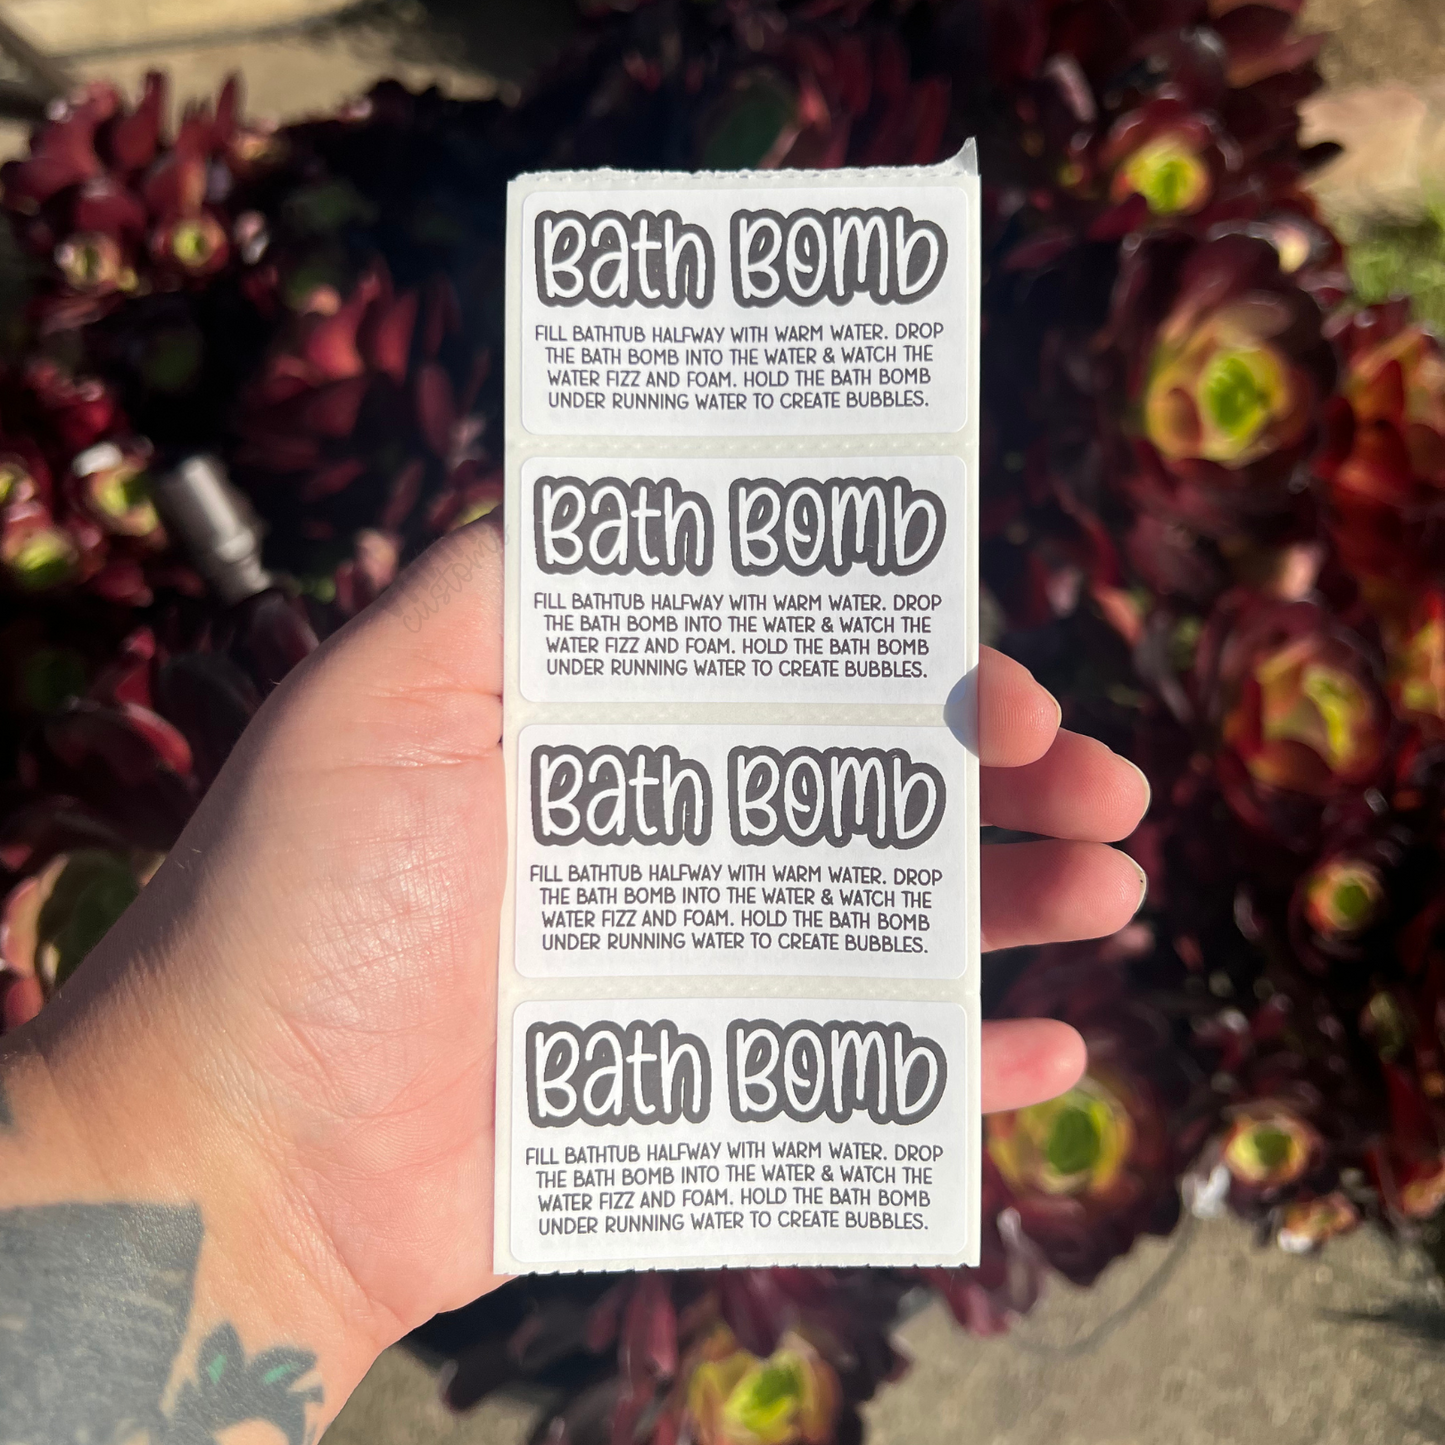 Bath Bomb
FILL BATHTUB HALFWAY WITH WARM WATER. DROP
THE BATH BOMB INTO THE WATER & WATCH THE
WATER FIZZ AND FOAM. HOLD THE BATH BOMB
UNDER RUNNING WATER TO CREATE BUBBLES.
Bath Bomb
FILL BATHTUB HALFWAY WITH WARM WATER. DROP
THE BATH BOMB INTO THE WATER & WATCH THE
WATER FIZZ AND FOAM. HOLD THE BATH BOMB
UNDER RUNNING WATER TO CREATE BUBBLES.
Bath Bomb
FILL BATHTUB HALFWAY WITH WARM WATER. DROP
THE BATH BOMB INTO THE WATER & WATCH THE
WATER FIZZ AND FOAM. HOLD THE BATH BOMB
UNDER RUNNING WATER TO CREATE BUBBLES.
Bath Bomb
FILL BATHTUB HALFWAY WITH WARM WATER. DROP
THE BATH BOMB INTO THE WATER & WATCH THE
WATER FIZZ AND FOAM. HOLD THE BATH BOMB
UNDER RUNNING WATER TO CREATE BUBBLES.
customs